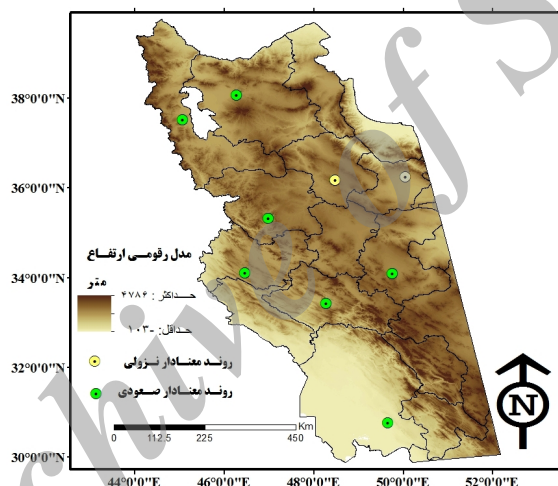 38°0'0"N
36°0'0"N
34°0'0"N
32°0'0"N
30°0'0"N
مدل رقومی ارتفاع
متر
حداکثر : ۴۷۸۶
حداقل : ۱۰۳-
روند معنادار نزولی
روند معنادار صعودی
Km
0 112.5 225 450
N
44°0'0"E 46°0'0"E 48°0'0"E 50°0'0"E 52°0'0"E
chive of S